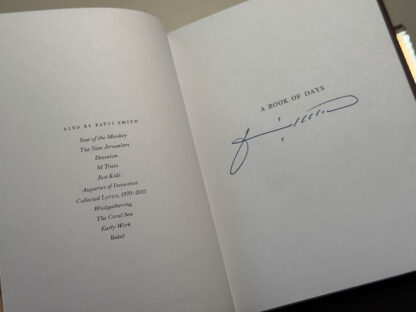 ALSO BY PATTI SMITH
Year of the Monkey
The New Jerusalem
Devotion
M Train
Just Kids
Auguries of Innocence
Collected Lyrics, 1970–2015
Woolgathering
The Coral Sea
Early Work
Babel
A BOOK OF DAYS